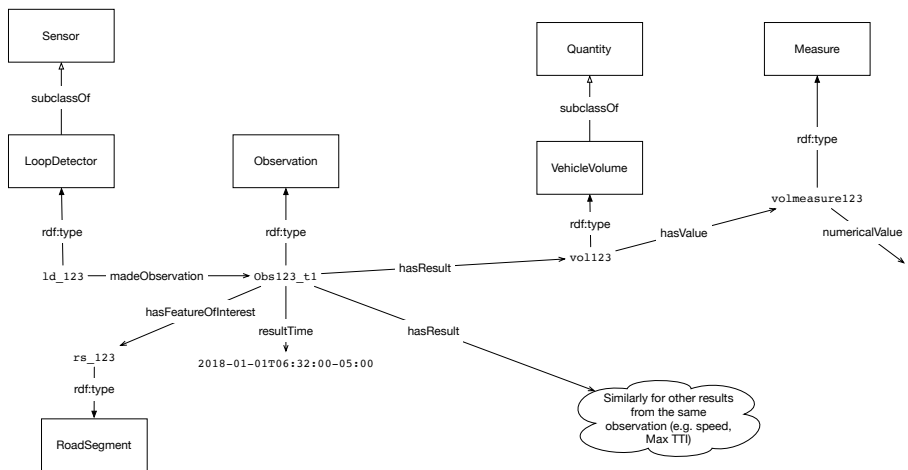 Sensor
Quantity
Measure
subclassOf
subclassOf
rdf:type
LoopDetector
Observation
VehicleVolume
volmeasure123
rdf:type
rdf:type
rdf:type
hasValue
numericalValue
ld_123
madeObservation
Obs123_t1
hasResult
vol123
hasFeatureOfInterest
resultTime
hasResult
rs_123
2018-01-01T06:32:00-05:00
rdf:type
RoadSegment
Similarly for other results
from the same
observation (e.g. speed,
Max TTI)